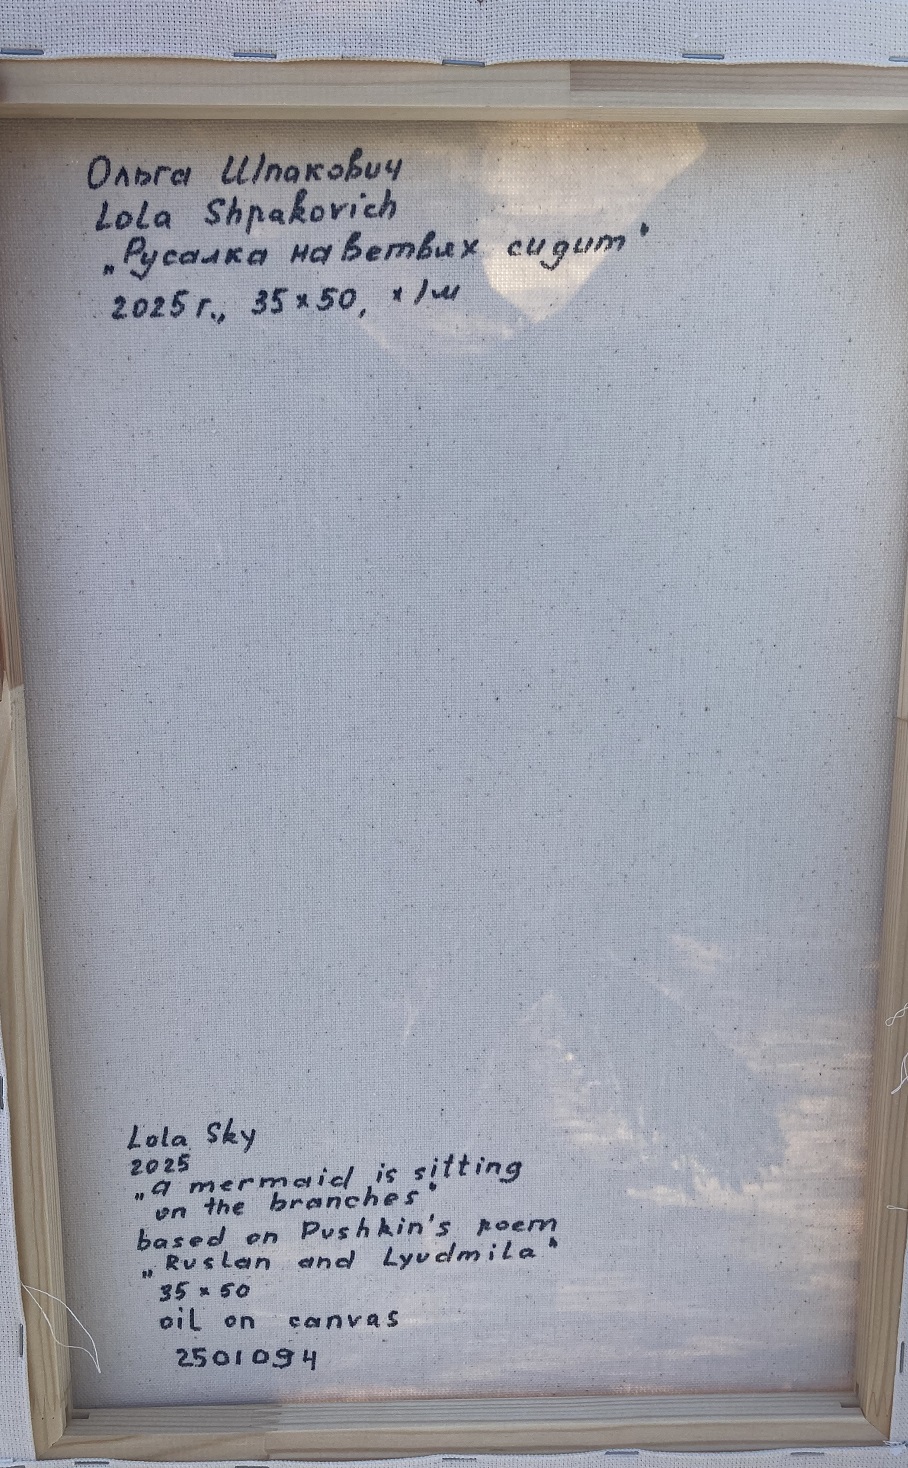 Ольга Шпакович
Lola Shpakovich
„Русалка на ветвях сидит"
2025 г., 35×50, х/м
Lola Sky
2025
„a mermaid is sitting
on the branches"
based on Pushkin's poem
„Ruslan and Lyudmila"
35×50
oil on canvas
2501094